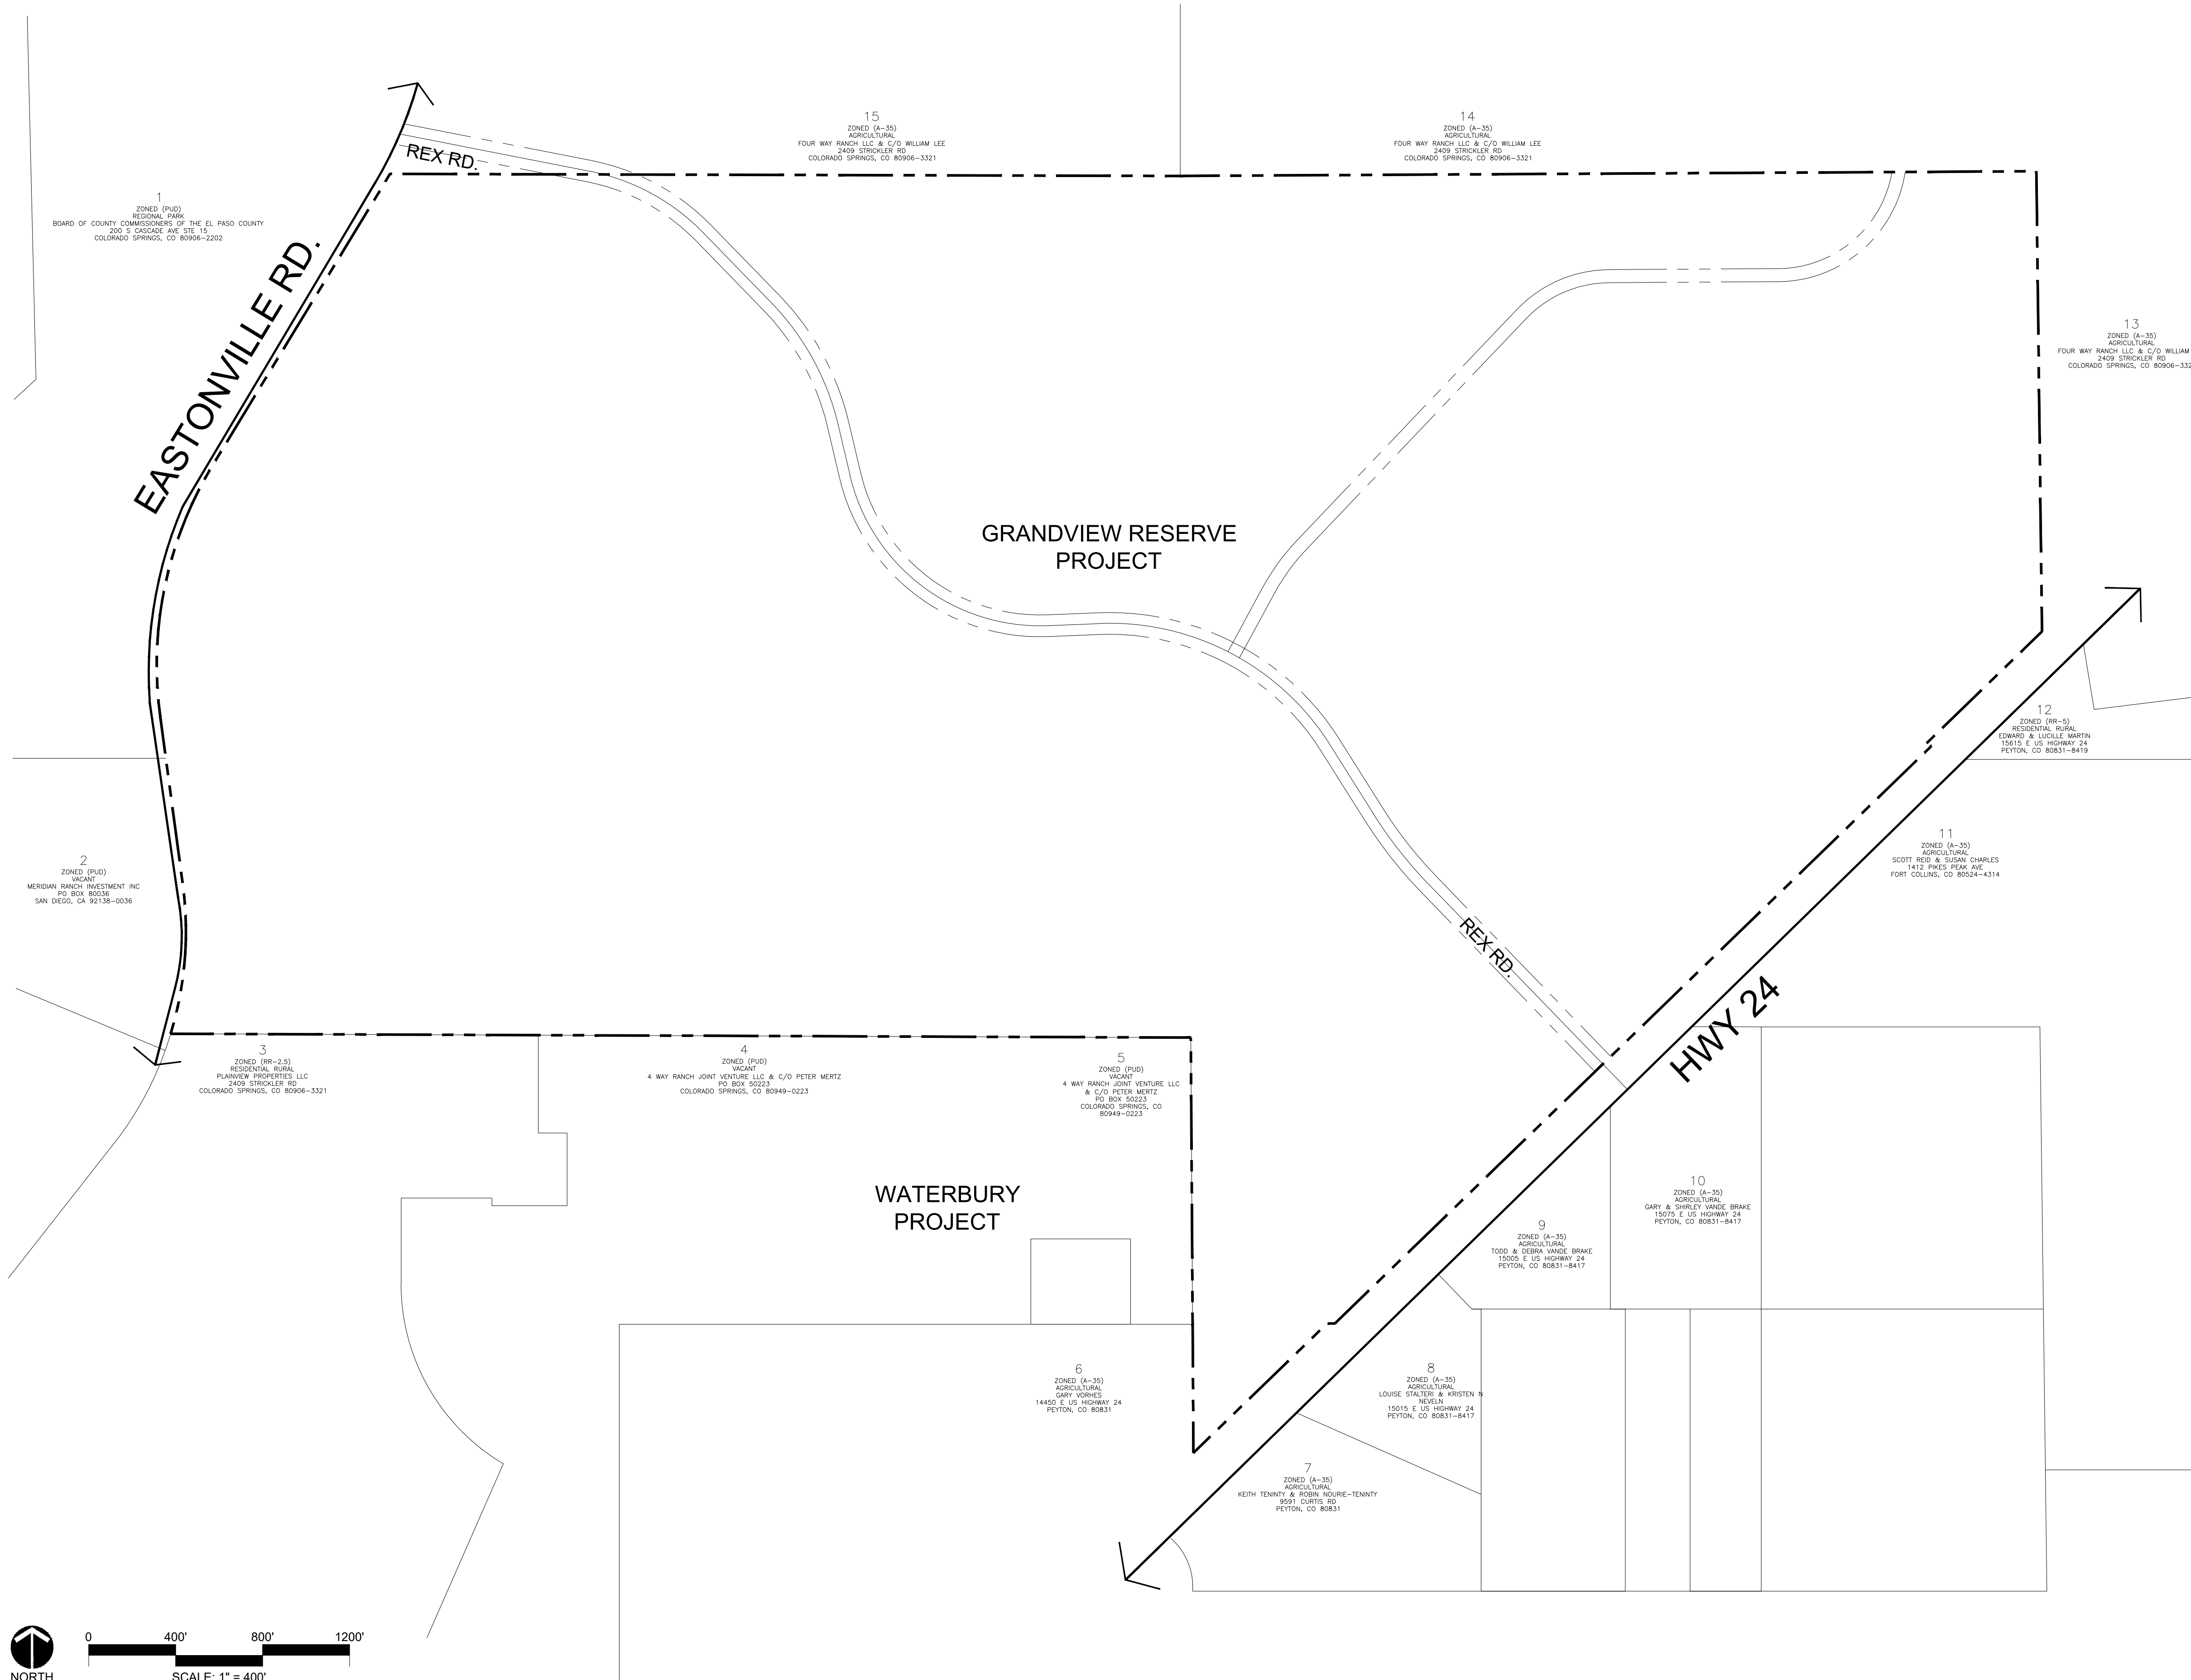 15
ZONED (A-35)
AGRICULTURAL
FOUR WAY RANCH LLC & C/O WILLIAM LEE
2409 STRICKLER RD
COLORADO SPRINGS, CO 80906-3321
14
ZONED (A-35)
AGRICULTURAL
FOUR WAY RANCH LLC & C/O WILLIAM LEE
2409 STRICKLER RD
COLORADO SPRINGS, CO 80906-3321
REX RD.
1
ZONED (PUD)
REGIONAL PARK
BOARD OF COUNTY COMMISSIONERS OF THE EL PASO COUNTY
200 S CASCADE AVE STE 15
COLORADO SPRINGS, CO 80906-2202
EASTONVILLE RD.
13
ZONED (A-35)
AGRICULTURAL
FOUR WAY RANCH LLC & C/O WILLIAM
2409 STRICKLER RD
COLORADO SPRINGS, CO 80906-332
GRANDVIEW RESERVE
PROJECT
12
ZONED (RR-5)
RESIDENTIAL RURAL
EDWARD & LUCILLE MARTIN
15615 E US HIGHWAY 24
PEYTON, CO 80831-8419
11
ZONED (A-35)
AGRICULTURAL
SCOTT REID & SUSAN CHARLES
1412 PIKES PEAK AVE
FORT COLLINS, CO 80524-4314
2
ZONED (PUD)
VACANT
MERIDIAN RANCH INVESTMENT INC
PO BOX 80036
SAN DIEGO, CA 92138-0036
REX RD.
HWY 24
3
ZONED (RR-2.5)
RESIDENTIAL RURAL
PLAINVIEW PROPERTIES LLC
2409 STRICKLER RD
COLORADO SPRINGS, CO 80906-3321
4
ZONED (PUD)
VACANT
4 WAY RANCH JOINT VENTURE LLC & C/O PETER MERTZ
PO BOX 50223
COLORADO SPRINGS, CO 80949-0223
5
ZONED (PUD)
VACANT
4 WAY RANCH JOINT VENTURE LLC
& C/O PETER MERTZ
PO BOX 50223
COLORADO SPRINGS, CO
80949-0223
WATERBURY
PROJECT
10
ZONED (A-35)
AGRICULTURAL
GARY & SHIRLEY VANDE BRAKE
15075 E US HIGHWAY 24
PEYTON, CO 80831-8417
9
ZONED (A-35)
AGRICULTURAL
TODD & DEBRA VANDE BRAKE
15005 E US HIGHWAY 24
PEYTON, CO 80831-8417
6
ZONED (A-35)
AGRICULTURAL
GARY VORHES
14450 E US HIGHWAY 24
PEYTON, CO 80831
8
ZONED (A-35)
AGRICULTURAL
LOUISE STALTERI & KRISTEN N
NEVELN
15015 E US HIGHWAY 24
PEYTON, CO 80831-8417
7
ZONED (A-35)
AGRICULTURAL
KEITH TENINTY & ROBIN NOURIE-TENINTY
9591 CURTIS RD
PEYTON, CO 80831
NORTH
0 400' 800' 1200'
SCALE: 1" = 400'